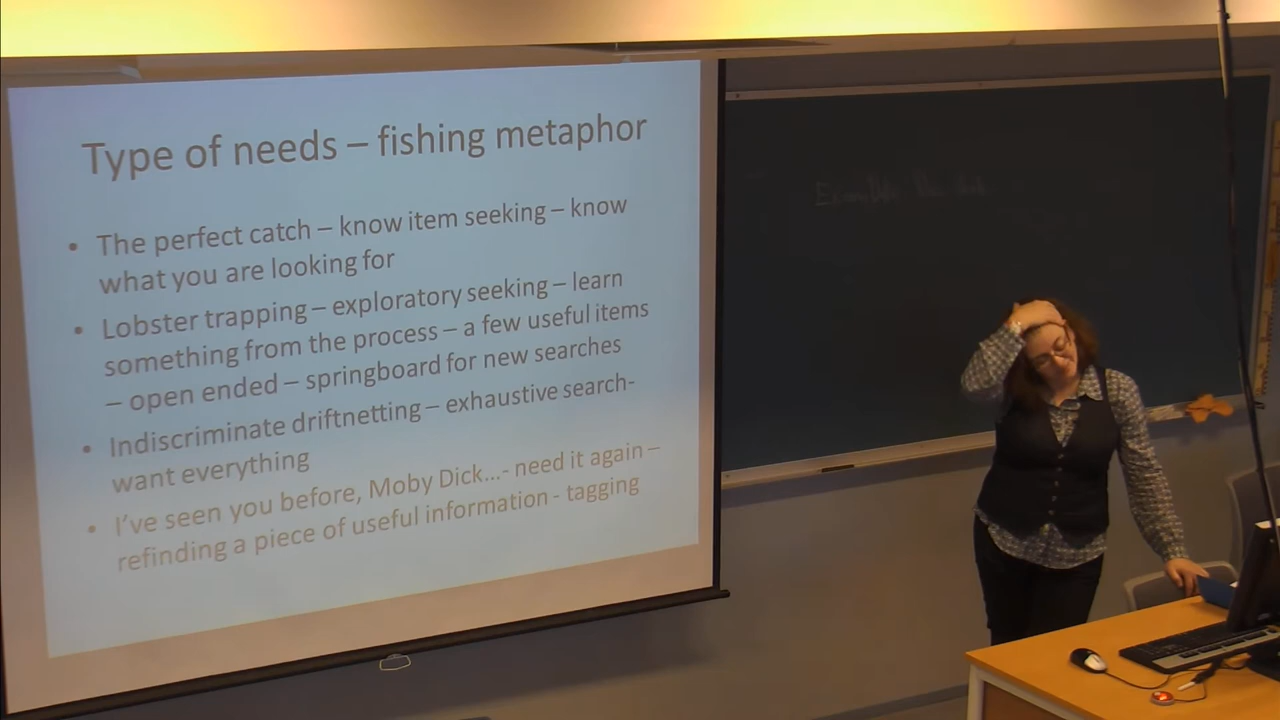 Type of needs – fishing metaphor
• The perfect catch – know item seeking – know
what you are looking for
• Lobster trapping – exploratory seeking – learn
something from the process – a few useful items
– open ended – springboard for new searches
• Indiscriminate driftnetting – exhaustive search-
want everything
• I've seen you before, Moby Dick...- need it again –
refinding a piece of useful information - tagging